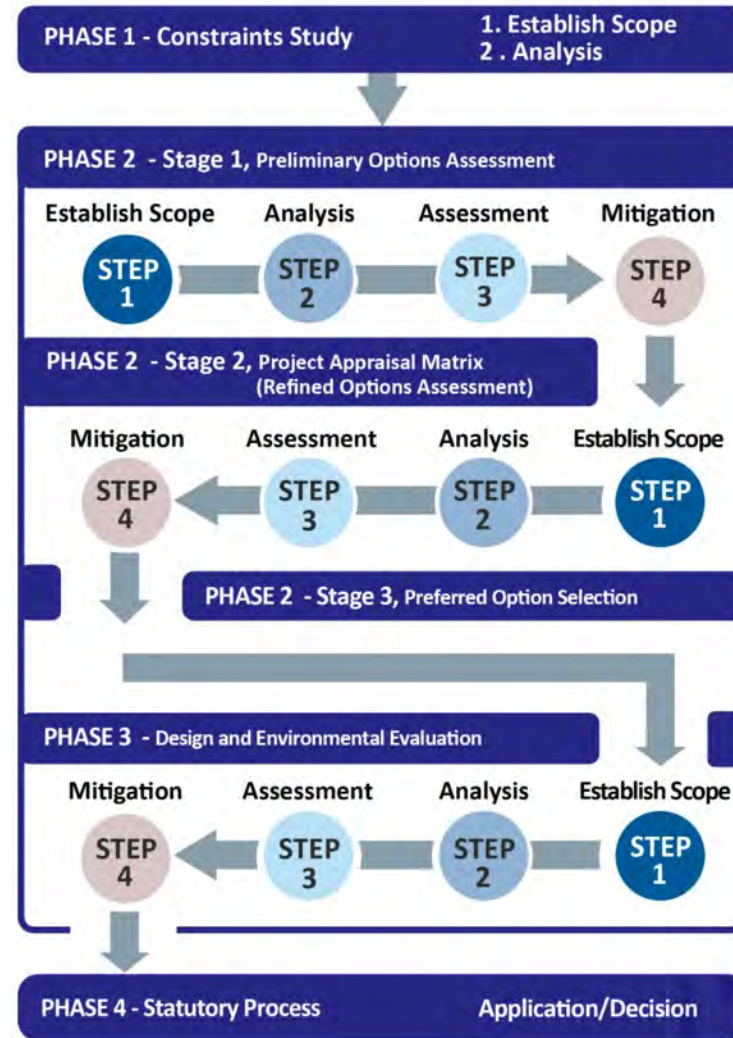 PHASE 1 - Constraints Study 1. Establish Scope
2 . Analysis
PHASE 2 - Stage 1, Preliminary Options Assessment
Establish Scope Analysis Assessment Mitigation
STEP 1 STEP 2 STEP 3 STEP 4
PHASE 2 - Stage 2, Project Appraisal Matrix
(Refined Options Assessment)
Mitigation Assessment Analysis Establish Scope
STEP 4 STEP 3 STEP 2 STEP 1
PHASE 2 - Stage 3, Preferred Option Selection
PHASE 3 - Design and Environmental Evaluation
Mitigation Assessment Analysis Establish Scope
STEP 4 STEP 3 STEP 2 STEP 1
PHASE 4 - Statutory Process Application/Decision